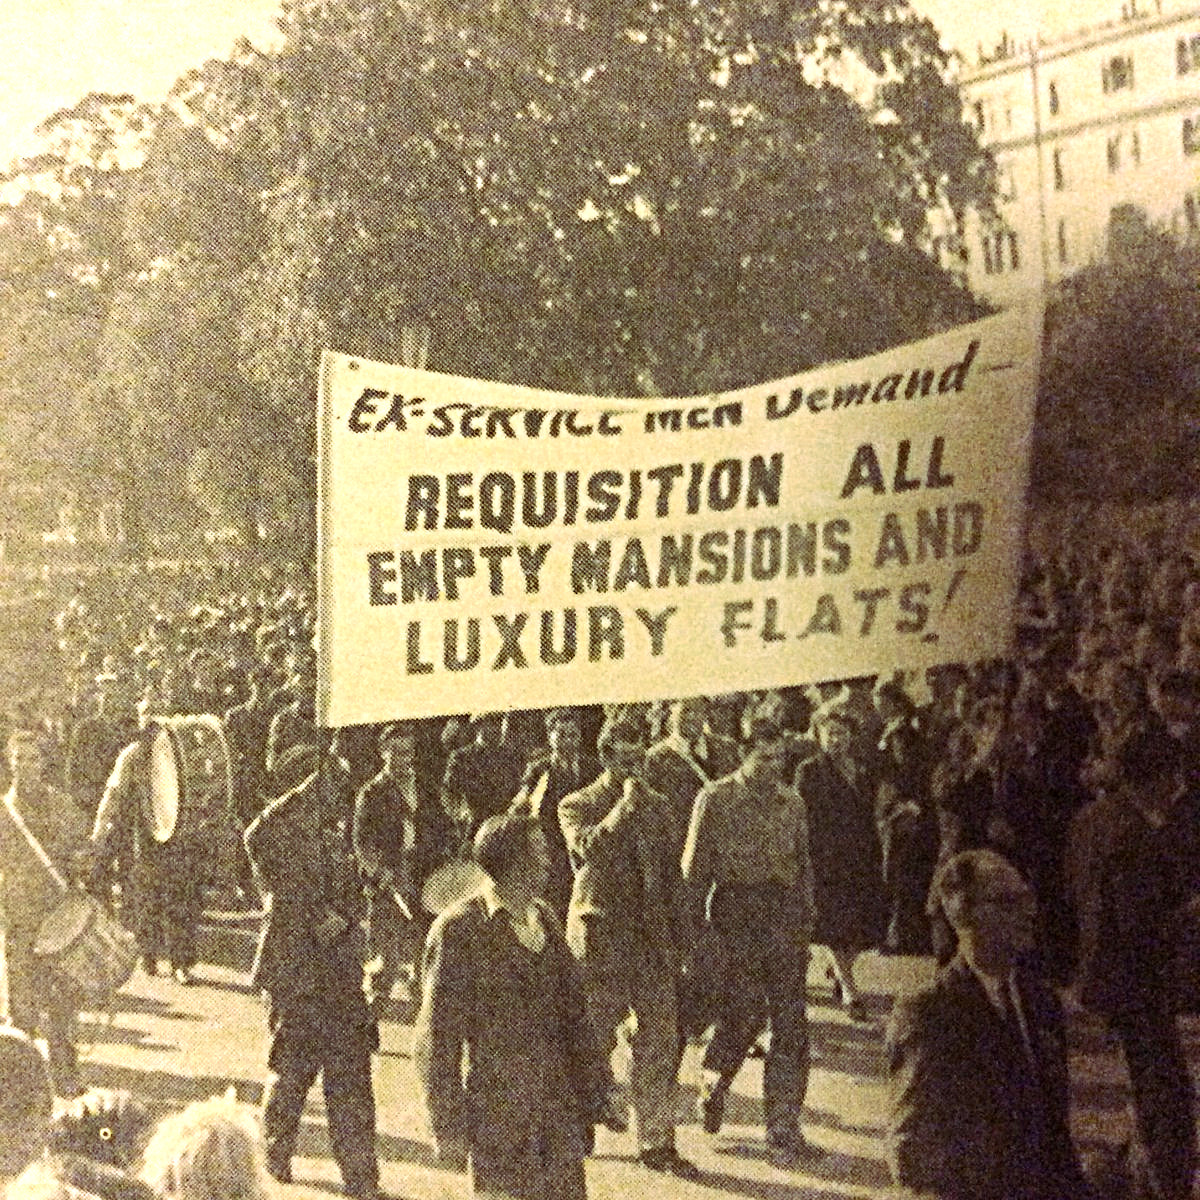 Ex-Service Men Demand—
REQUISITION ALL
EMPTY MANSIONS AND
LUXURY FLATS!